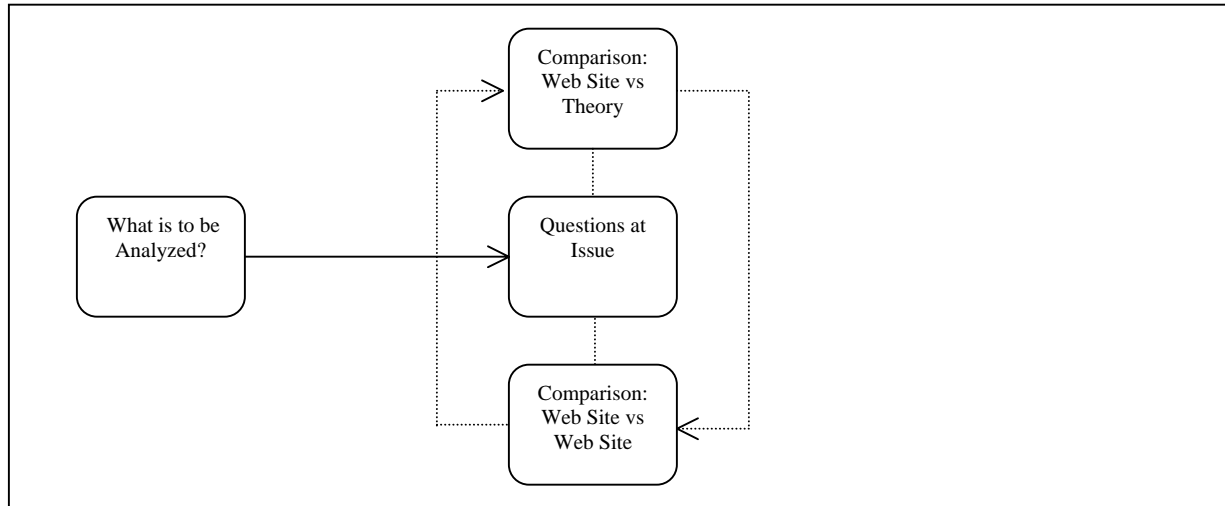 Comparison:
Web Site vs
Theory
What is to be
Analyzed?
Questions at
Issue
Comparison:
Web Site vs
Web Site